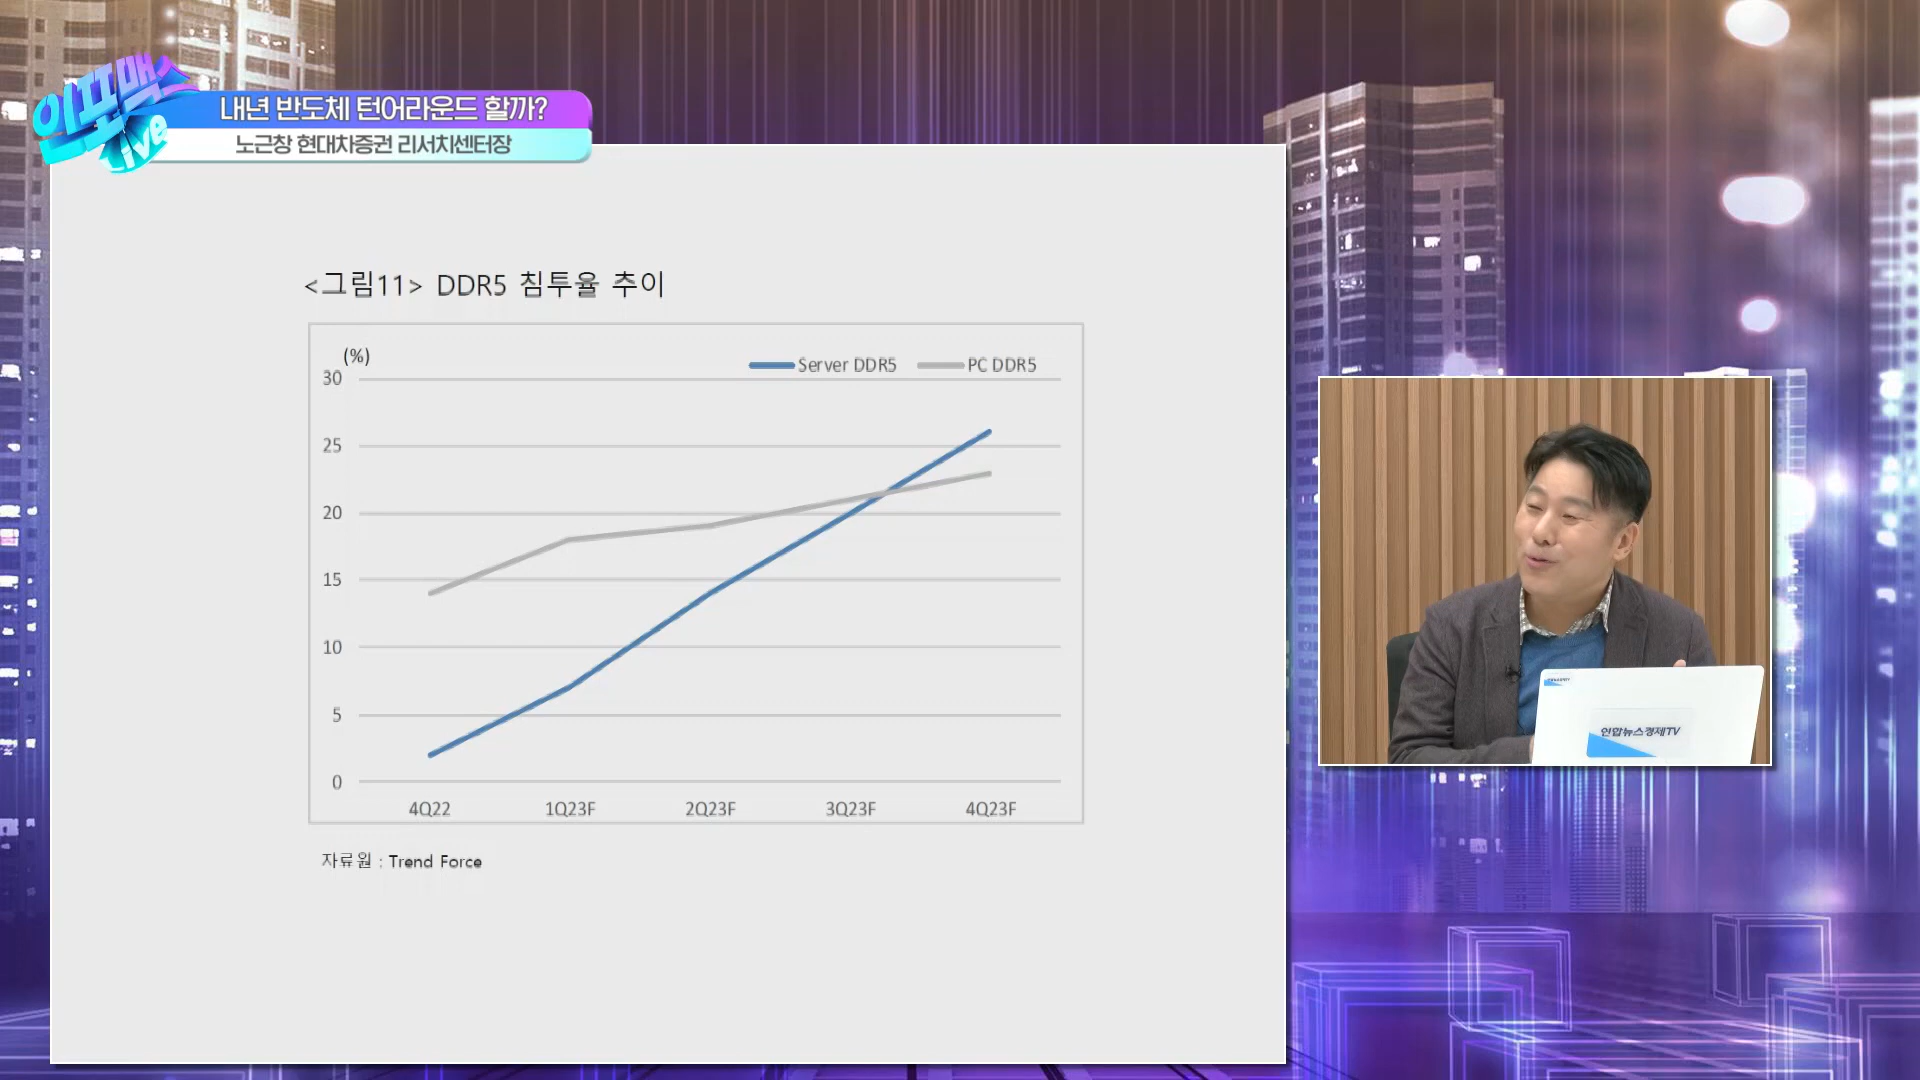 인포맥스
Live
내년 반도체 턴어라운드 할까?
노근창 현대차증권 리서치센터장
<그림11> DDR5 침투율 추이
(%)
Server DDR5 PC DDR5
30
25
20
15
10
5
0
4Q22 1Q23F 2Q23F 3Q23F 4Q23F
자료원 : Trend Force
연합뉴스경제TV